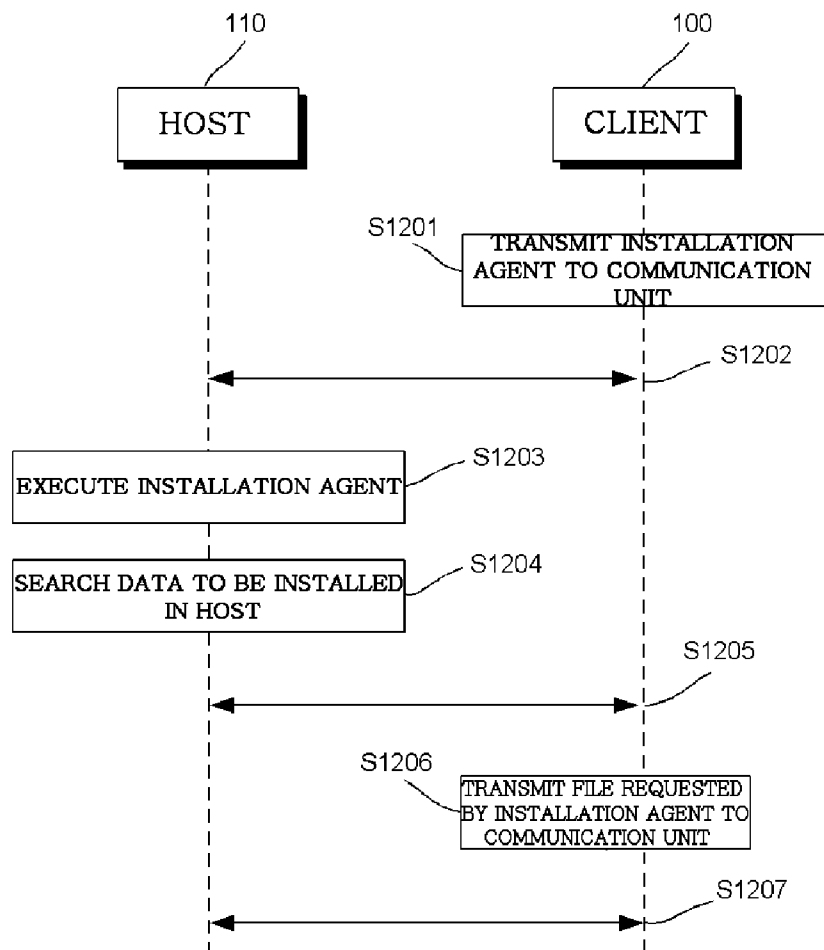 110
100
HOST
CLIENT
S1201
TRANSMIT INSTALLATION
AGENT TO COMMUNICATION
UNIT
S1202
S1203
EXECUTE INSTALLATION AGENT
S1204
SEARCH DATA TO BE INSTALLED
IN HOST
S1205
S1206
TRANSMIT FILE REQUESTED
BY INSTALLATION AGENT TO
COMMUNICATION UNIT
S1207